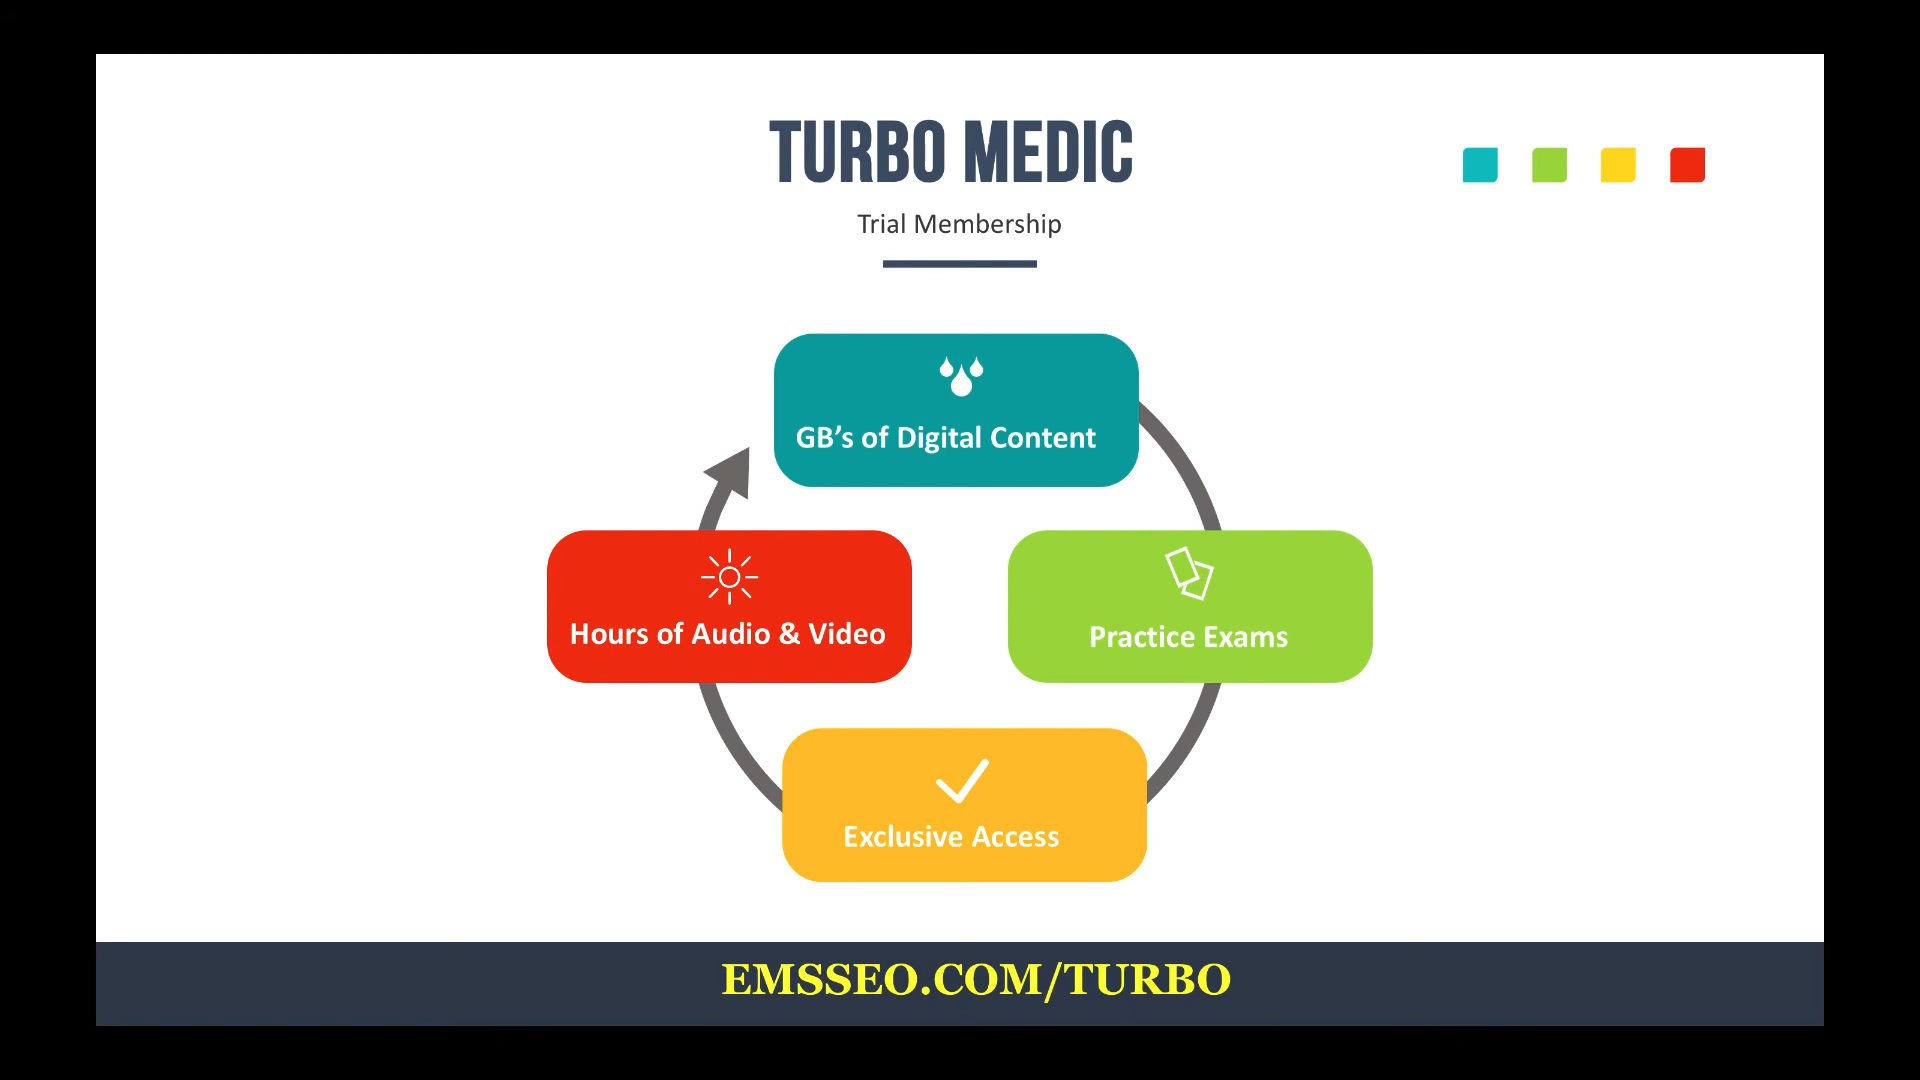 TURBO MEDIC
Trial Membership
GB’s of Digital Content
Hours of Audio & Video
Practice Exams
Exclusive Access
EMSSEO.COM/TURBO